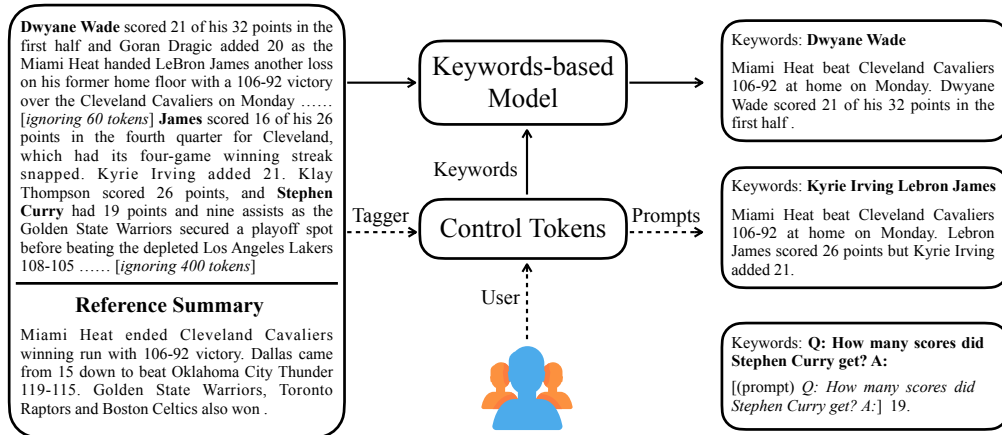 Dwyane Wade scored 21 of his 32 points in the
first half and Goran Dragic added 20 as the
Miami Heat handed LeBron James another loss
on his former home floor with a 106-92 victory
over the Cleveland Cavaliers on Monday ……
[ignoring 60 tokens] James scored 16 of his 26
points in the fourth quarter for Cleveland,
which had its four-game winning streak
snapped. Kyrie Irving added 21. Klay
Thompson scored 26 points, and Stephen
Curry had 19 points and nine assists as the
Golden State Warriors secured a playoff spot
before beating the depleted Los Angeles Lakers
108-105 …… [ignoring 400 tokens]
Reference Summary
Miami Heat ended Cleveland Cavaliers
winning run with 106-92 victory. Dallas came
from 15 down to beat Oklahoma City Thunder
119-115. Golden State Warriors, Toronto
Raptors and Boston Celtics also won .
Keywords-based
Model
Keywords
Tagger
Control Tokens
Prompts
User
Keywords: Dwyane Wade
Miami Heat beat Cleveland Cavaliers
106-92 at home on Monday. Dwyane
Wade scored 21 of his 32 points in the
first half .
Keywords: Kyrie Irving Lebron James
Miami Heat beat Cleveland Cavaliers
106-92 at home on Monday. Lebron
James scored 26 points but Kyrie Irving
added 21.
Keywords: Q: How many scores did
Stephen Curry get? A:
[(prompt) Q: How many scores did
Stephen Curry get? A:] 19.